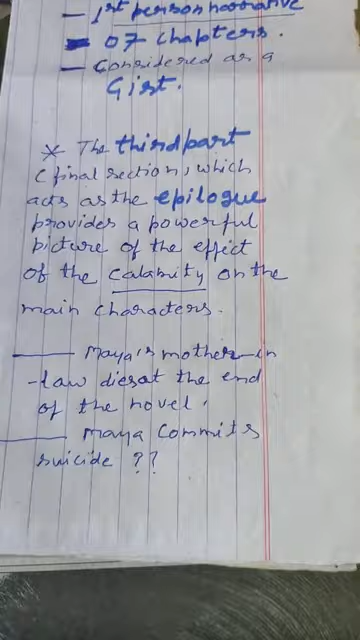 — 1st person narrative
— 07 chapters.
— Considered as a
Gist.
* The third part
(final section, which
acts as the epilogue
provides a powerful
picture of the effect
of the calamity on the
main characters.
— Maya's mother-in
-law dies at the end
of the novel.
— Maya Commits
suicide ??